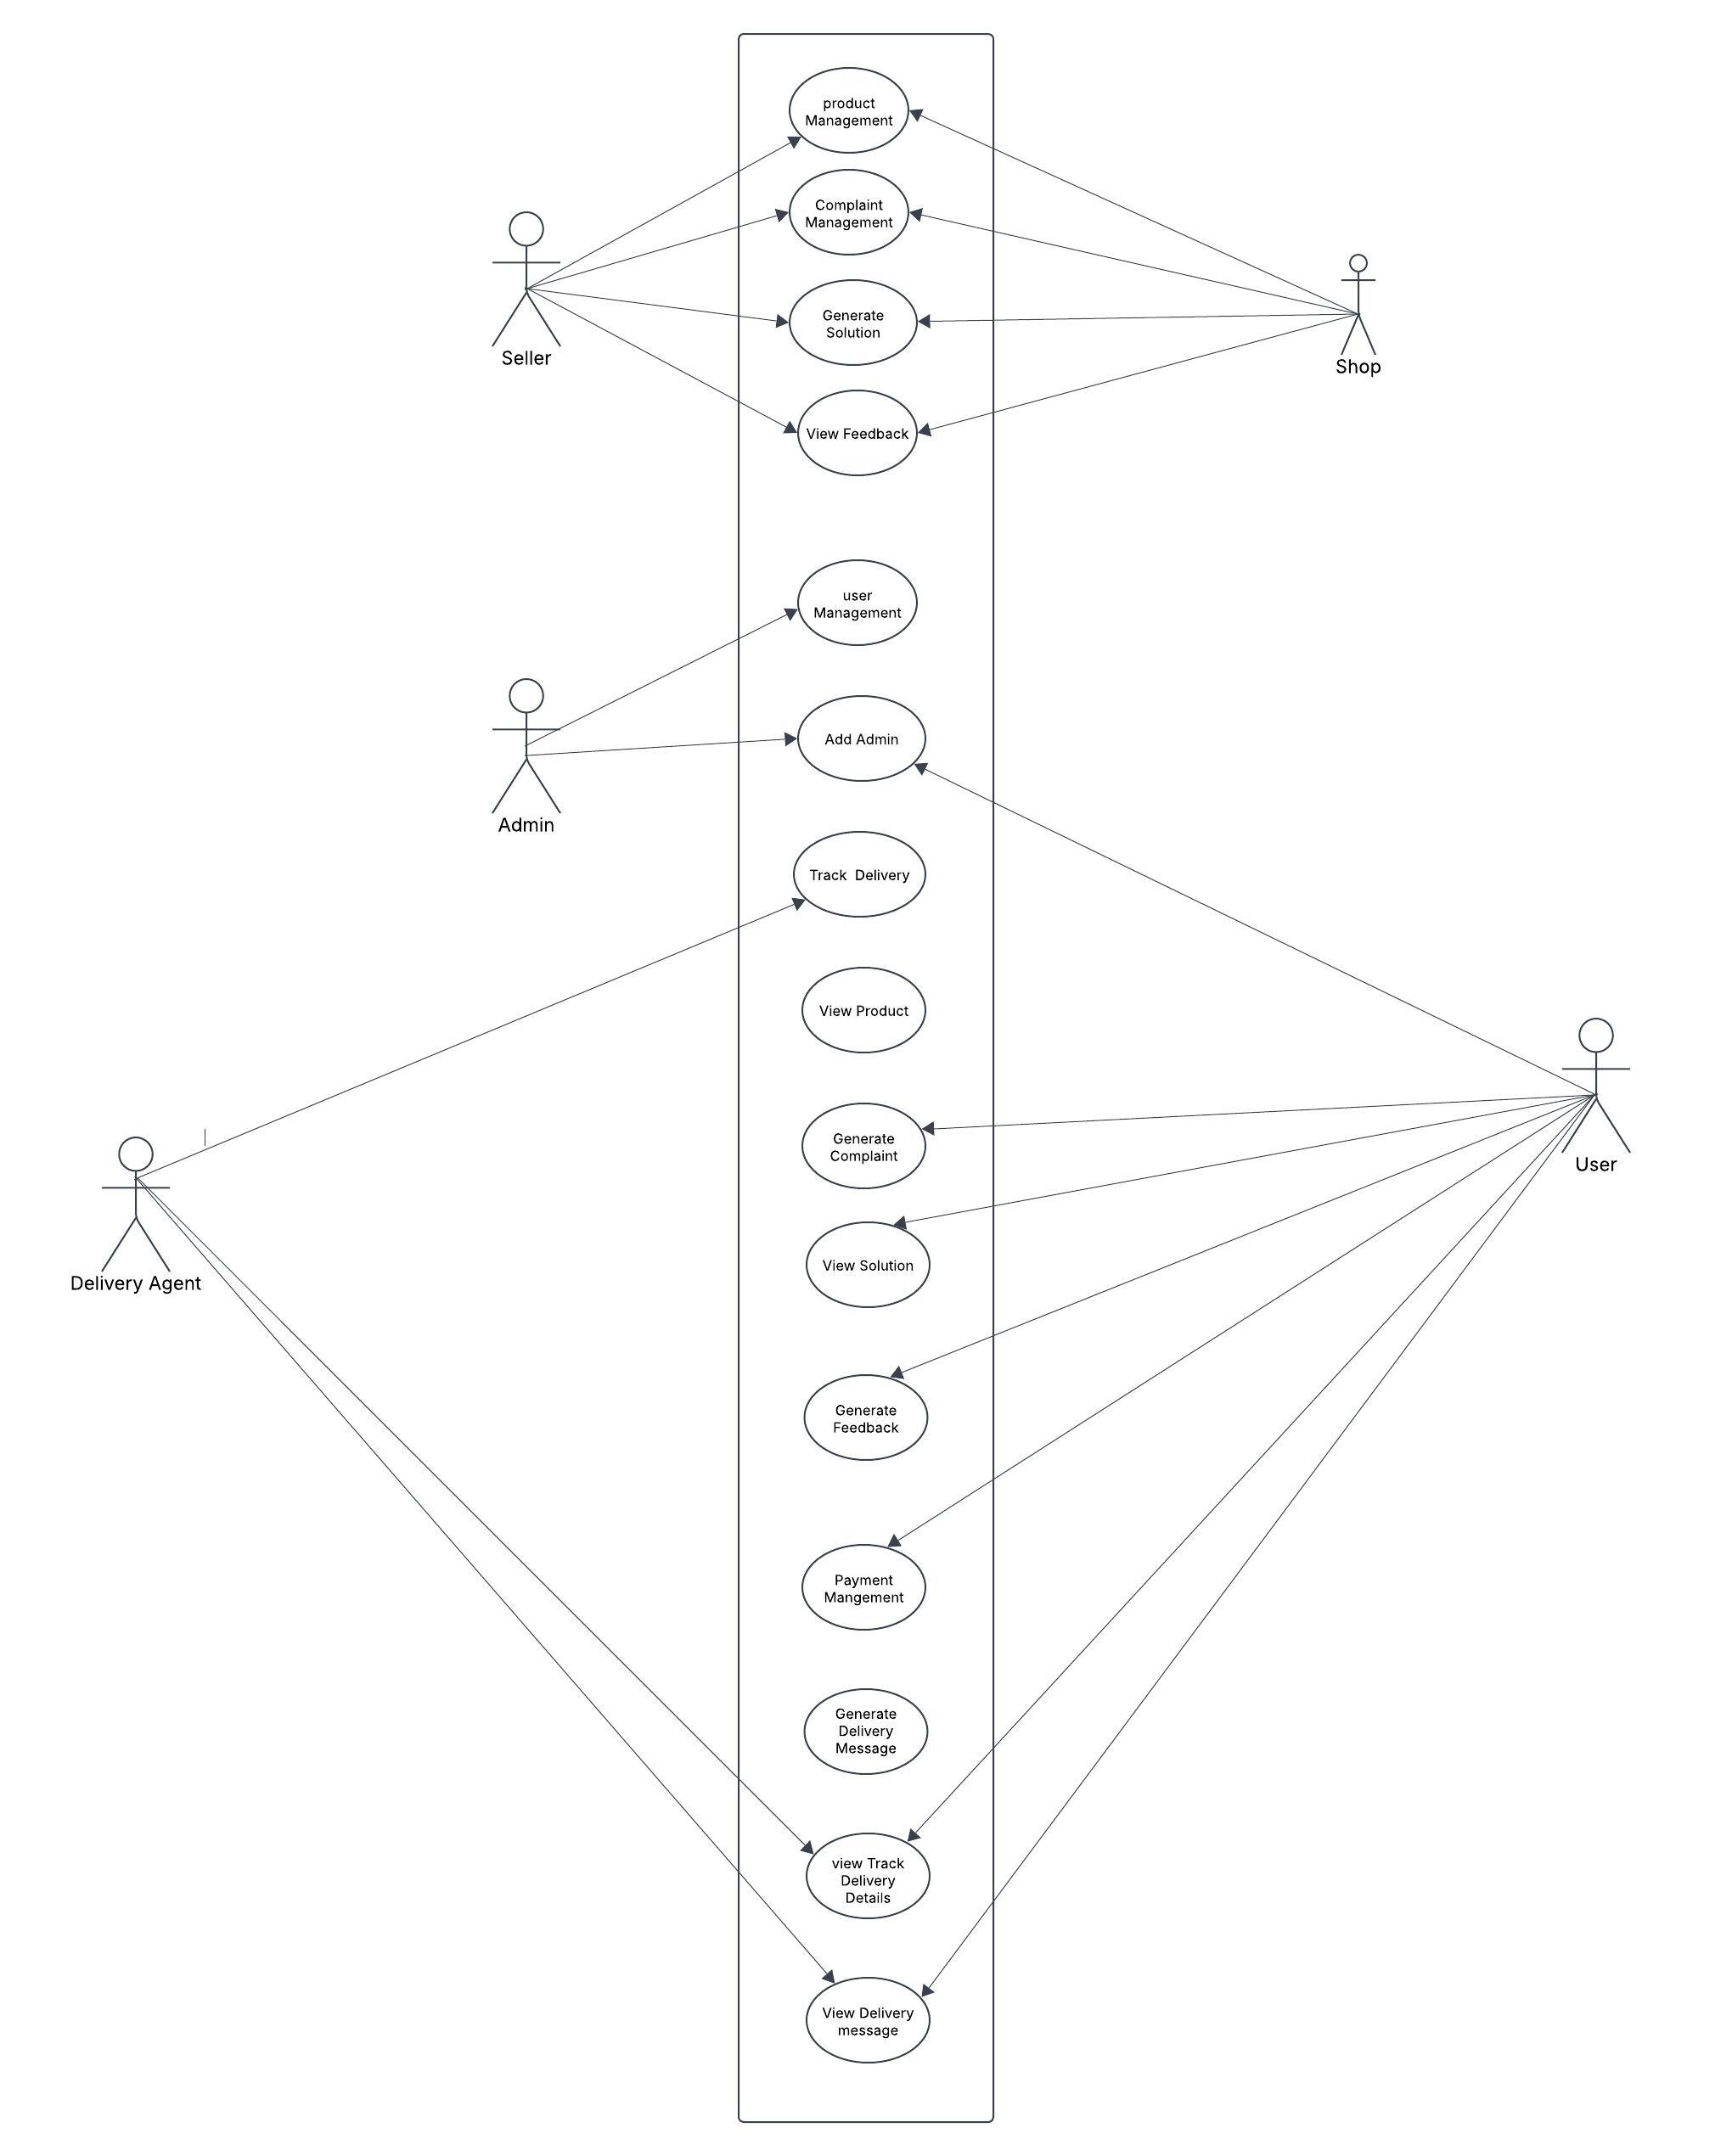 product
Management
Complaint
Management
Seller
Generate
Solution
Shop
View Feedback
user
Management
Add Admin
Admin
Track  Delivery
View Product
Generate
Complaint
User
View Solution
Delivery Agent
Generate
Feedback
Payment
Mangement
Generate
Delivery
Message
view Track
Delivery
Details
View Delivery
message